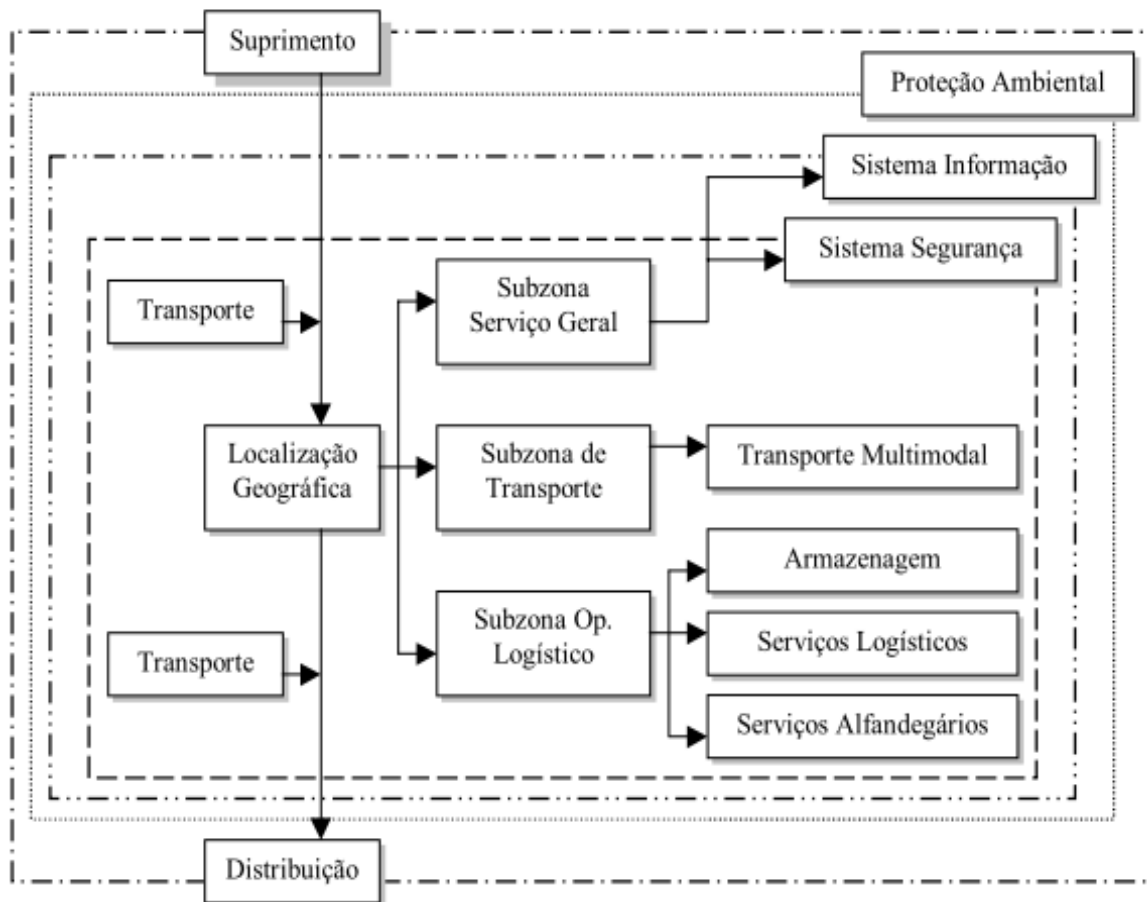 Suprimento
Proteção Ambiental
Sistema Informação
Sistema Segurança
Transporte
Subzona
Serviço Geral
Localização
Geográfica
Subzona de
Transporte
Transporte Multimodal
Armazenagem
Subzona Op.
Logístico
Serviços Logísticos
Transporte
Serviços Alfandegários
Distribuição